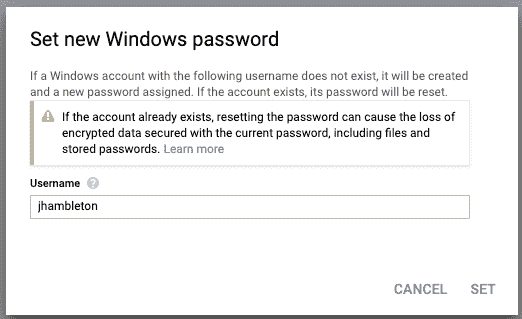 Set new Windows password
If a Windows account with the following username does not exist, it will be created
and a new password assigned. If the account exists, its password will be reset.
If the account already exists, resetting the password can cause the loss of
encrypted data secured with the current password, including files and
stored passwords. Learn more
Username ?
jhambleton
CANCEL SET